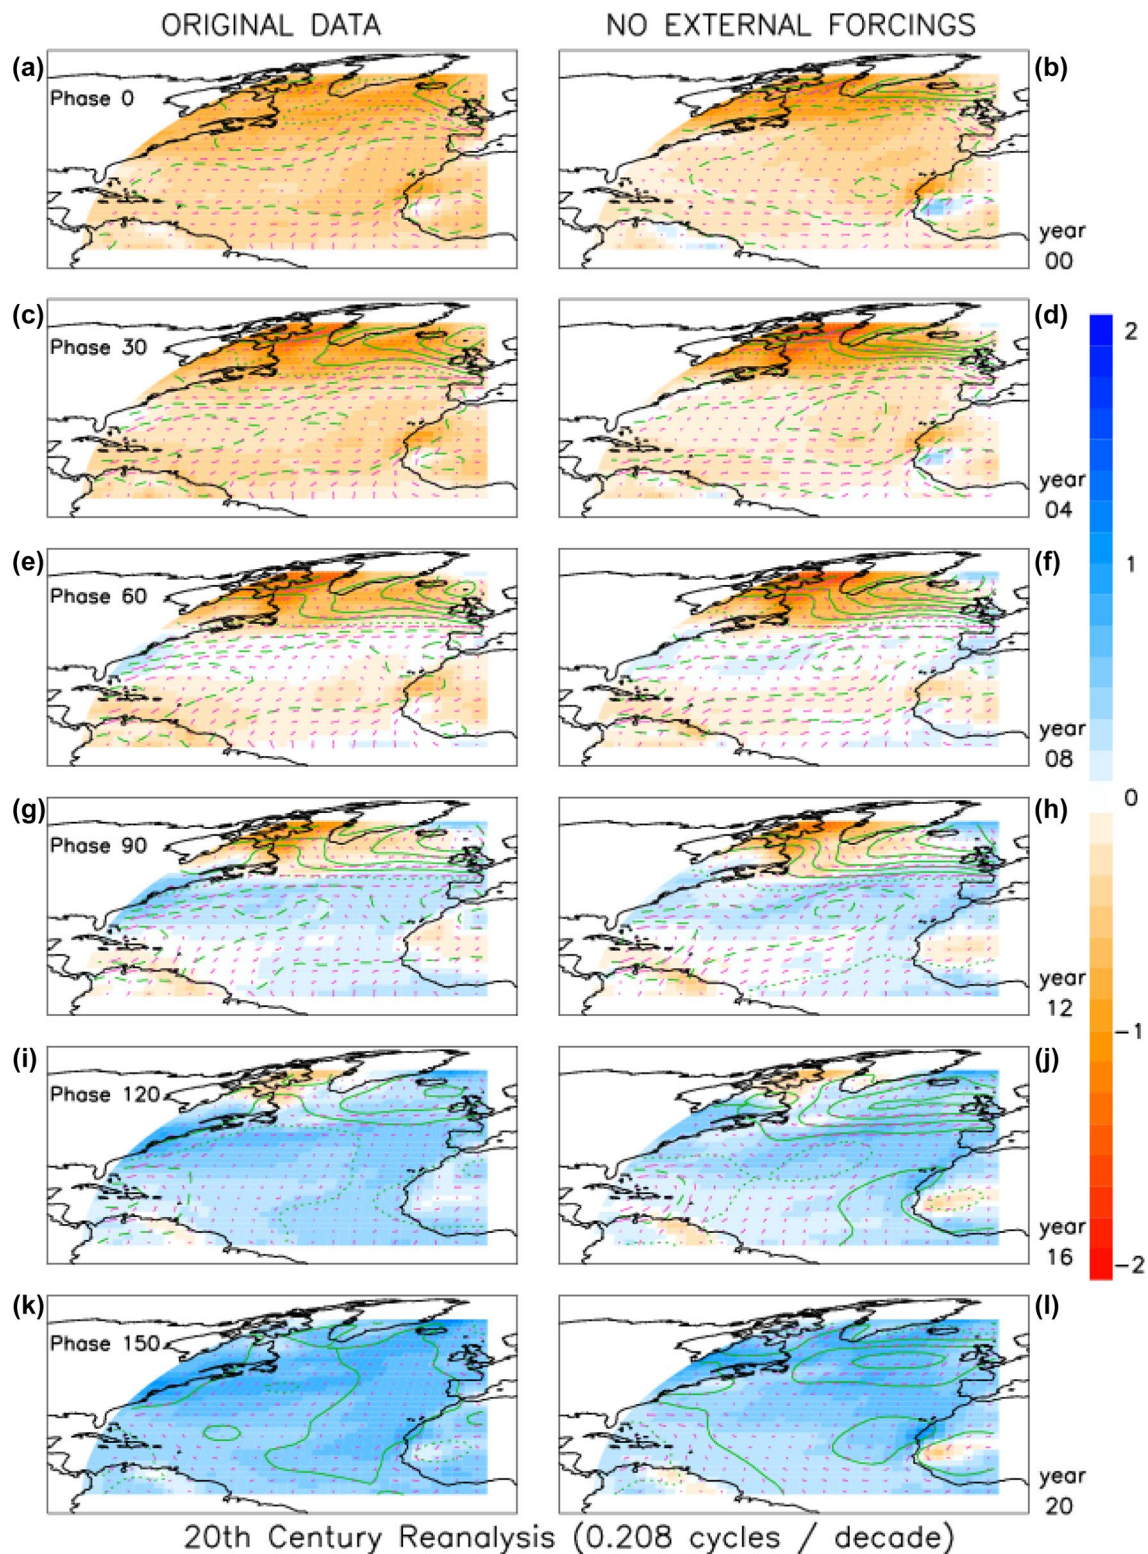 ORIGINAL DATA
NO EXTERNAL FORCINGS
(a)
Phase 0
(b)
year
00
(c)
Phase 30
(d)
year
04
(e)
Phase 60
(f)
year
08
(g)
Phase 90
(h)
year
12
(i)
Phase 120
(j)
year
16
(k)
Phase 150
(l)
year
20
2
1
0
-1
-2
20th Century Reanalysis (0.208 cycles / decade)